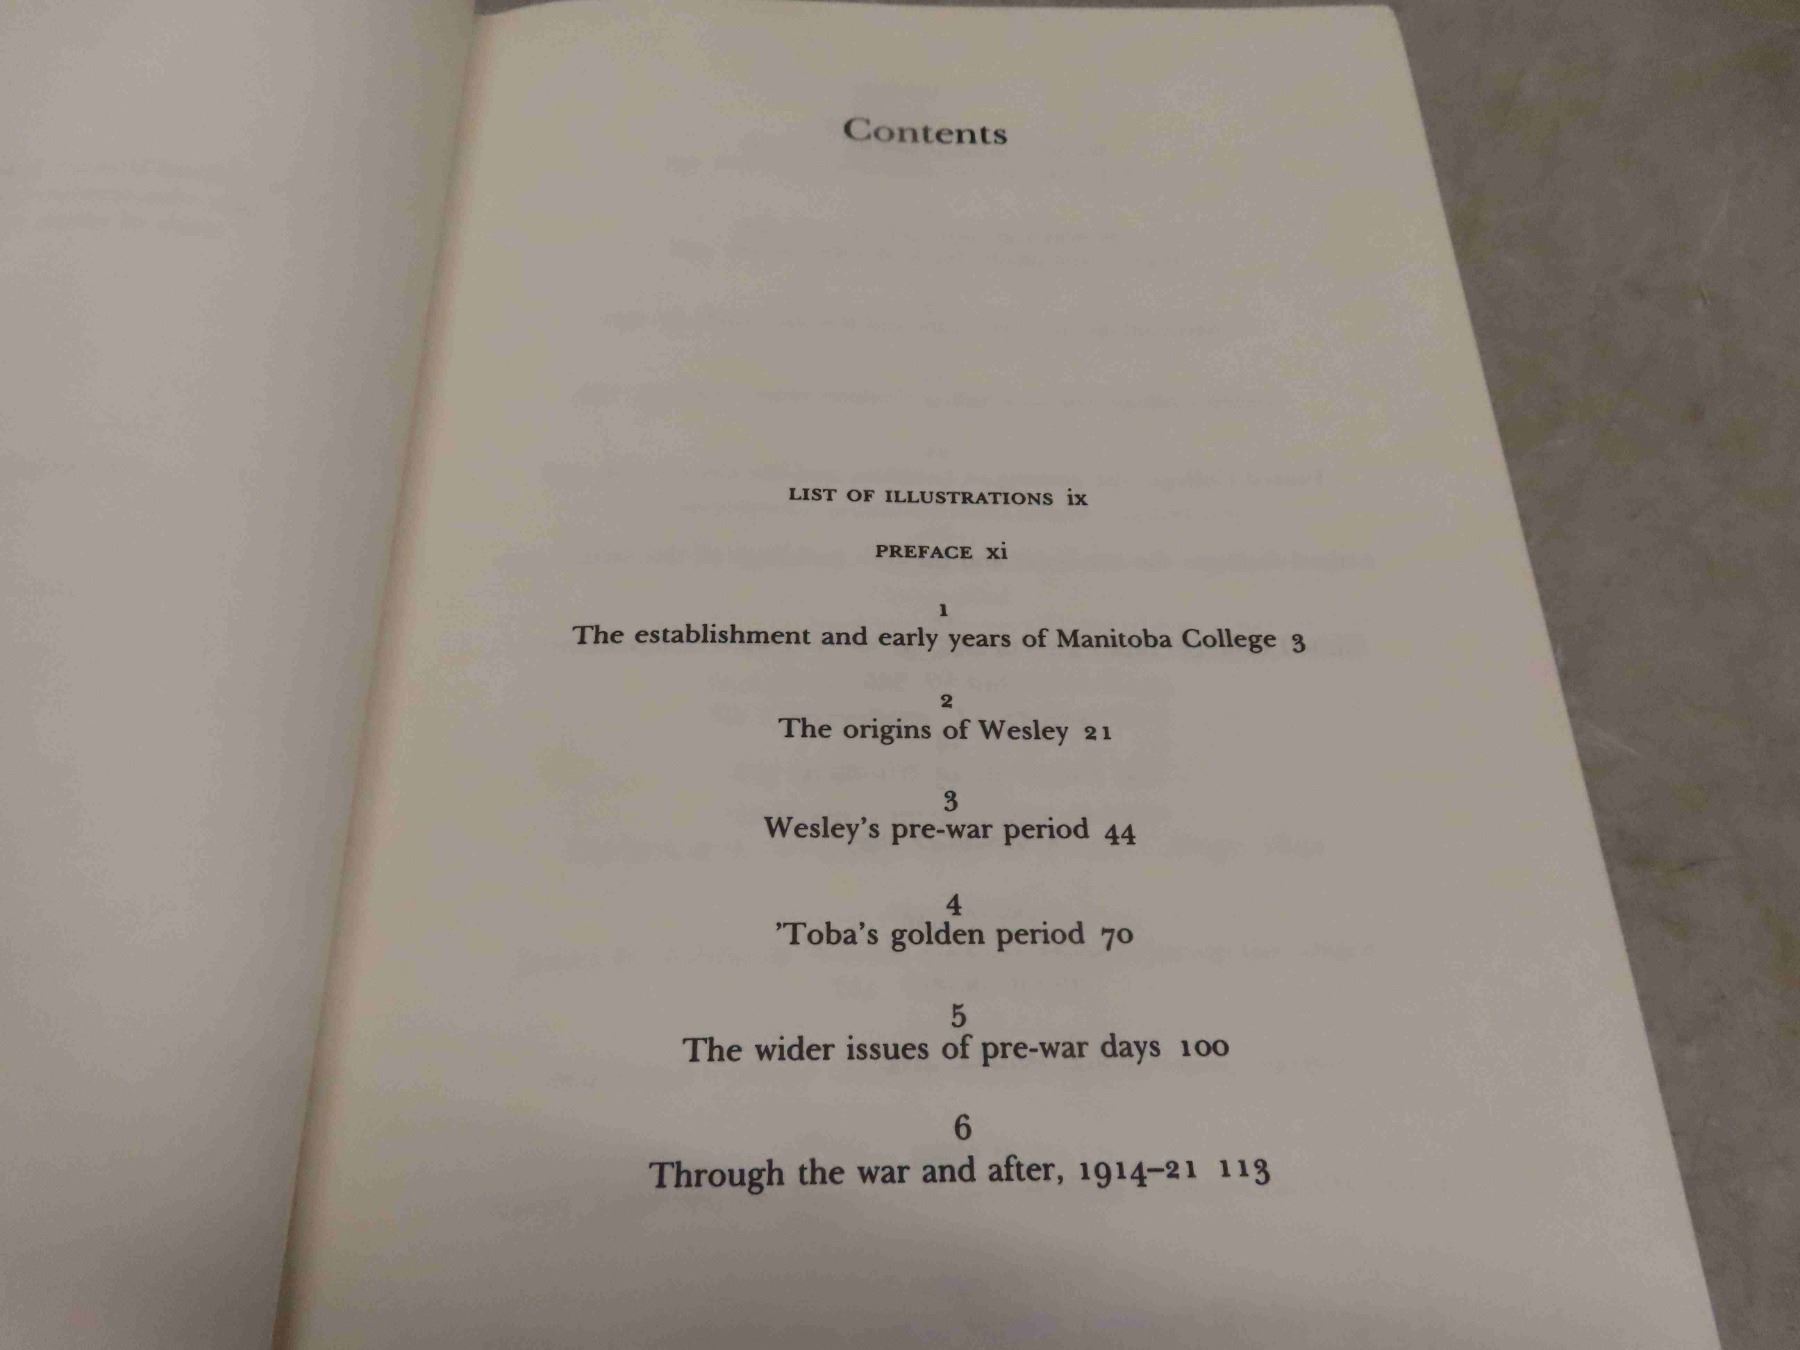 Contents
LIST OF ILLUSTRATIONS ix
PREFACE xi
1
The establishment and early years of Manitoba College 3
2
The origins of Wesley 21
3
Wesley's pre-war period 44
4
'Toba's golden period 70
5
The wider issues of pre-war days 100
6
Through the war and after, 1914–21 113